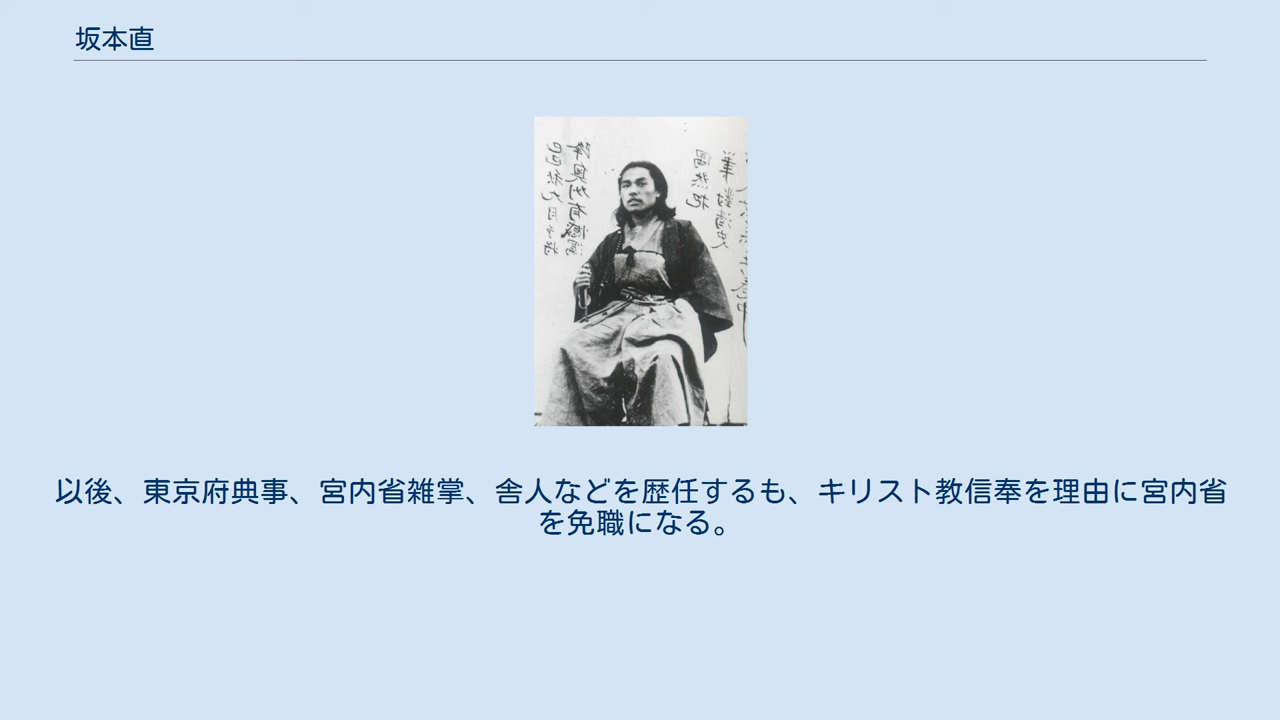 坂本直
以後、東京府典事、宮内省雑掌、舎人などを歴任するも、キリスト教信奉を理由に宮内省
を免職になる。